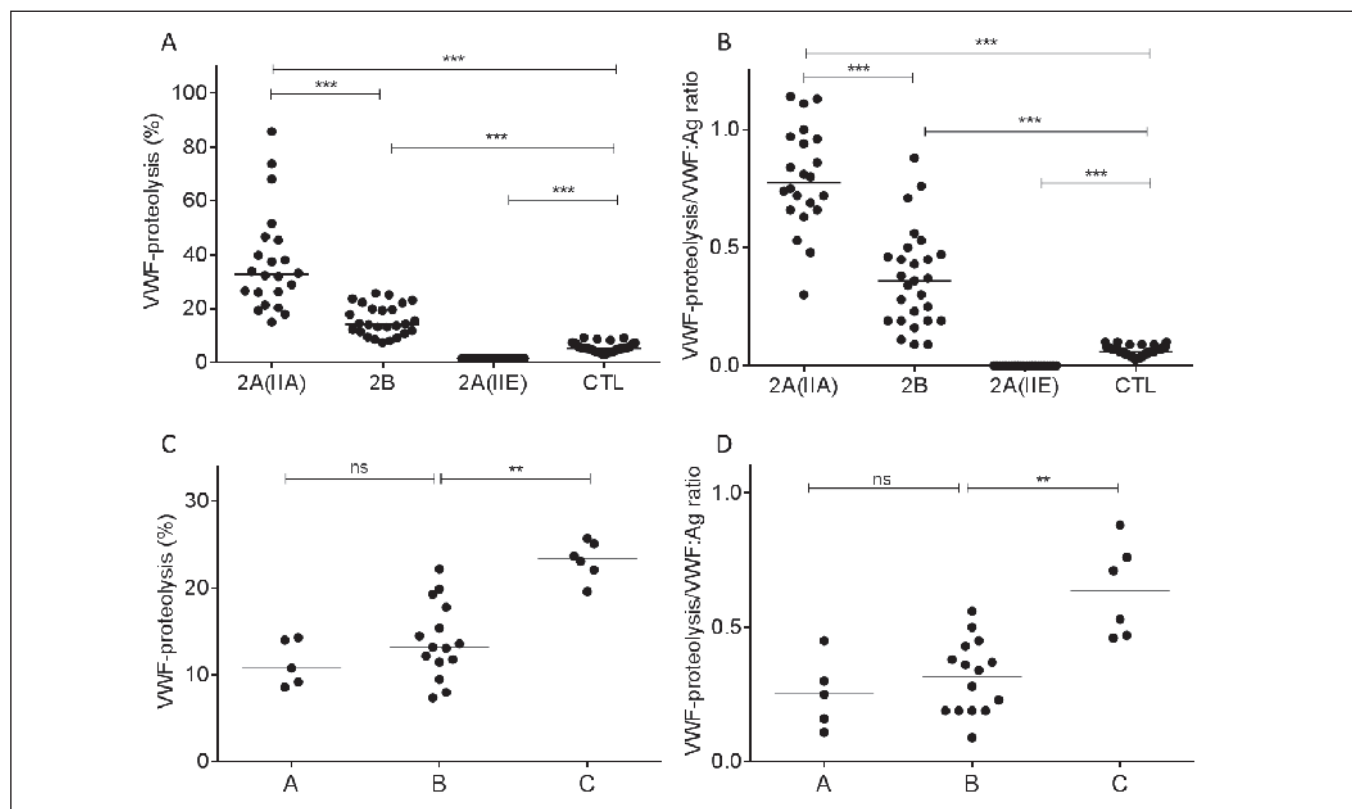 A
VWF-proteolysis (%)
100
80
60
40
20
0
***
***
***
***
2A(IIA) 2B 2A(IIE) CTL
B
VWF-proteolysis/VWF:Ag ratio
1.0
0.5
0.0
***
***
***
***
2A(IIA) 2B 2A(IIE) CTL
C
VWF-proteolysis (%)
30
20
10
0
ns **
A B C
D
VWF-proteolysis/VWF:Ag ratio
1.0
0.5
0.0
ns **
A B C